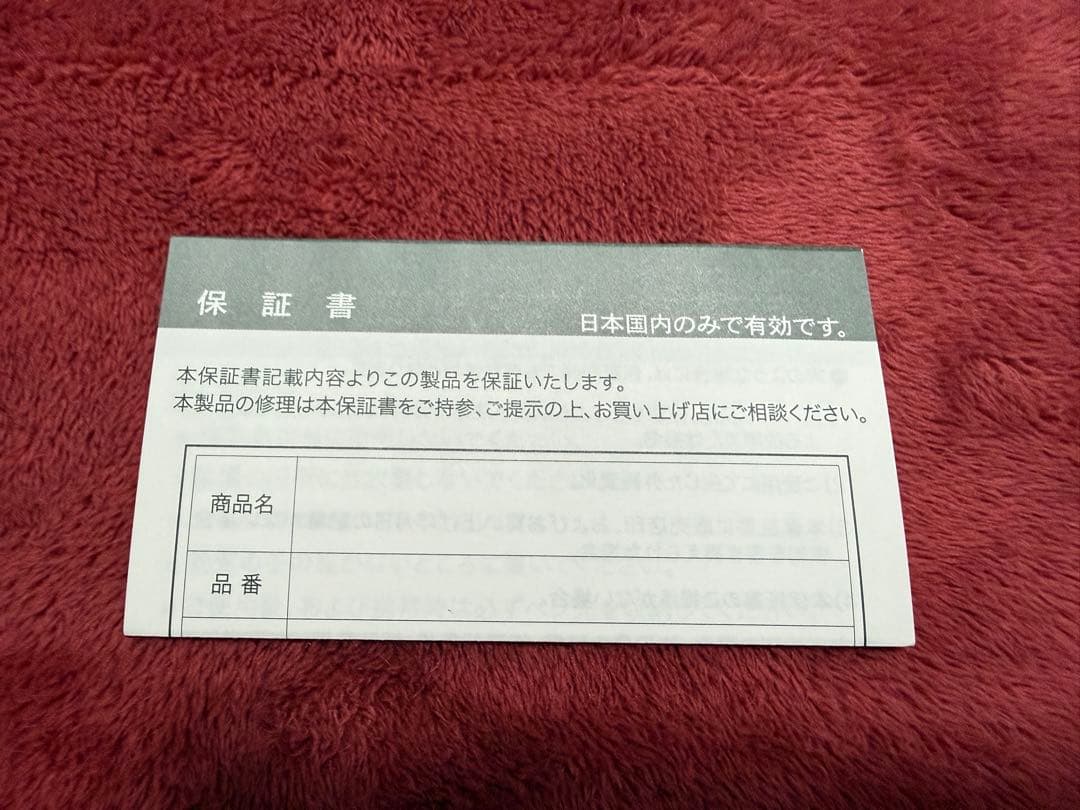 保証書
日本国内のみで有効です。
本保証書記載内容よりこの製品を保証いたします。
本製品の修理は本保証書をご持参、ご提示の上、お買い上げ店にご相談ください。
商品名
品番